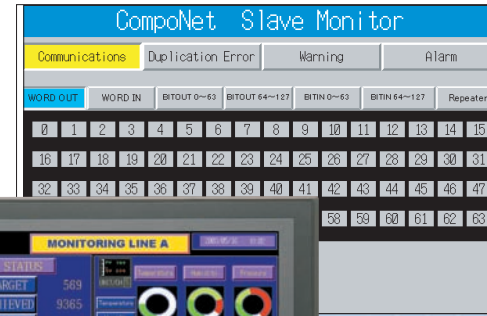 CompoNet Slave Monitor
Communications Duplication Error Warning Alarm
WORD OUT WORD IN BITOUT 0~63 BITOUT 64~127 BITIN 0~63 BITIN 64~127 Repeater
0 1 2 3 4 5 6 7 8 9 10 11 12 13 14 15
16 17 18 19 20 21 22 23 24 25 26 27 28 29 30 31
32 33 34 35 36 37 38 39 40 41 42 43 44 45 46 47
58 59 60 61 62 63
MONITORING LINE A
STATUS
ARGET 569
HIEVED 9365
Temperature Humidity Pressure
Temperature